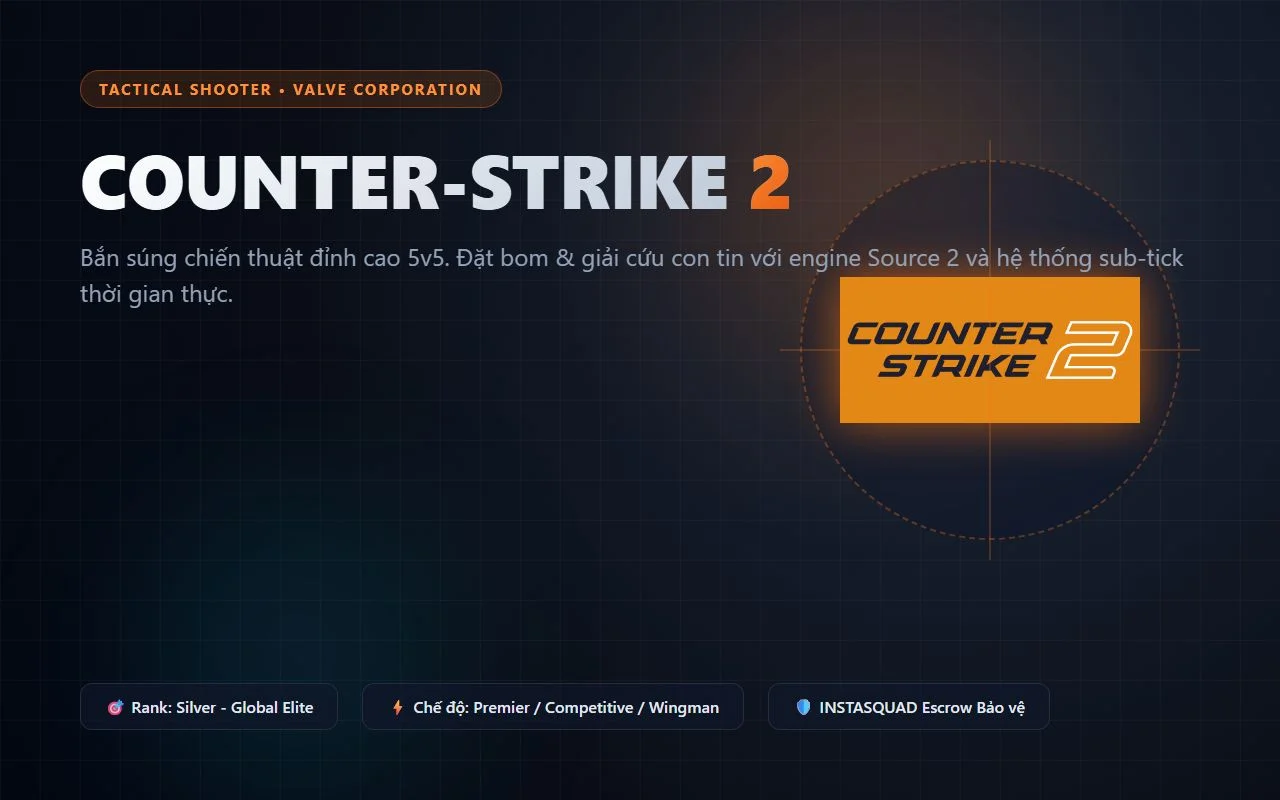 TACTICAL SHOOTER • VALVE CORPORATION
COUNTER-STRIKE 2
Bắn súng chiến thuật đỉnh cao 5v5. Đặt bom & giải cứu con tin với engine Source 2 và hệ thống sub-tick
thời gian thực.
COUNTER
STRIKE 2
🎯 Rank: Silver - Global Elite
⚡ Chế độ: Premier / Competitive / Wingman
🛡️ INSTASQUAD Escrow Bảo vệ